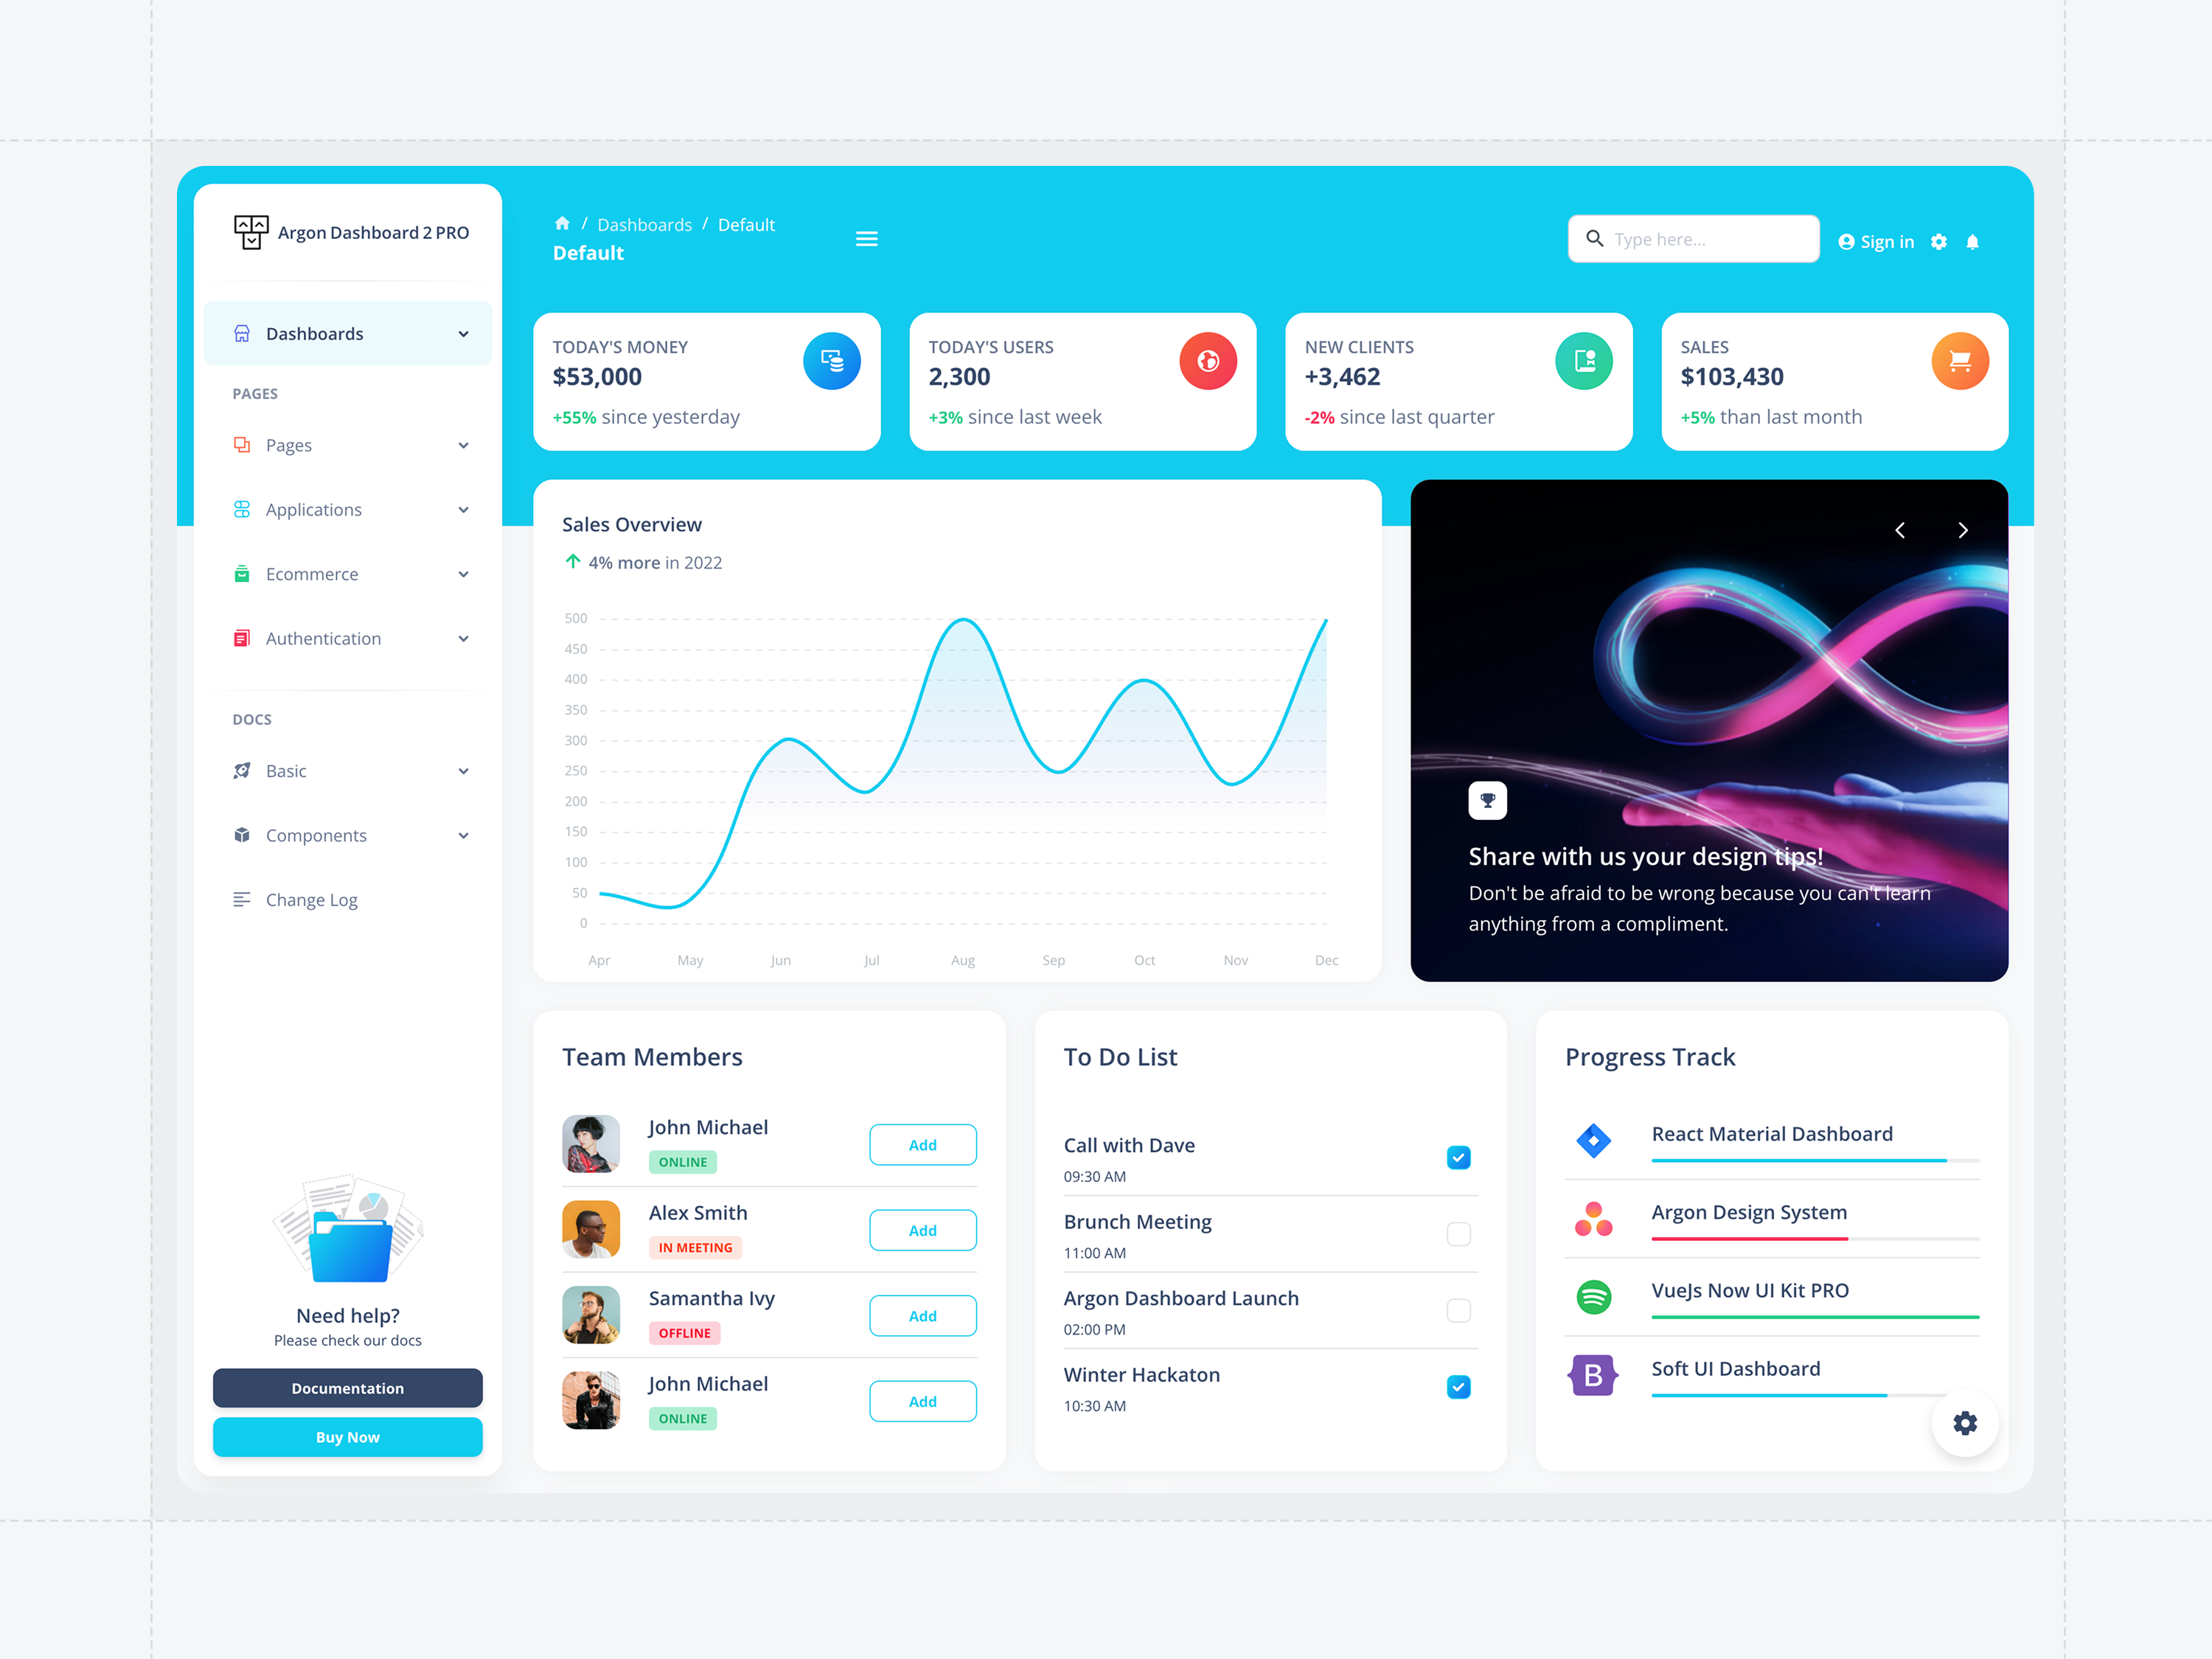 Argon Dashboard 2 PRO
Dashboards
PAGES
Pages
Applications
Ecommerce
Authentication
DOCS
Basic
Components
Change Log
Need help?
Please check our docs
Documentation
Buy Now
/ Dashboards / Default
Default
Type here...
Sign in
TODAY'S MONEY
$53,000
+55% since yesterday
TODAY'S USERS
2,300
+3% since last week
NEW CLIENTS
+3,462
-2% since last quarter
SALES
$103,430
+5% than last month
Sales Overview
4% more in 2022
500
450
400
350
300
250
200
150
100
50
0
Apr May Jun Jul Aug Sep Oct Nov Dec
Share with us your design tips!
Don't be afraid to be wrong because you can't learn
anything from a compliment.
Team Members
John Michael
ONLINE
Add
Alex Smith
IN MEETING
Add
Samantha Ivy
OFFLINE
Add
John Michael
ONLINE
Add
To Do List
Call with Dave
09:30 AM
Brunch Meeting
11:00 AM
Argon Dashboard Launch
02:00 PM
Winter Hackaton
10:30 AM
Progress Track
React Material Dashboard
Argon Design System
VueJs Now UI Kit PRO
B
Soft UI Dashboard